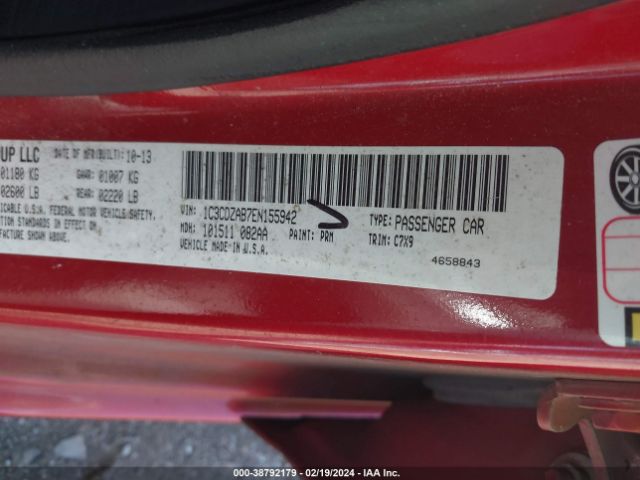 UP LLC DATE OF MFR(BUILT): 10-13
01180 KG GAWR: 01007 KG
02600 LB REAR: 02220 LB
ICABLE U.S.A. FEDERAL MOTOR VEHICLE SAFETY,
TION STANDARDS IN EFFECT ON
FACTURE SHOWN ABOVE.
VIN: 1C3CDZAB7EN155942 TYPE: PASSENGER CAR
MDH: 101511 082AA PAINT: PRM TRIM: C7X9
VEHICLE MADE IN U.S.A. 4658843
000-38792179 | 02/19/2024 | IAA Inc.